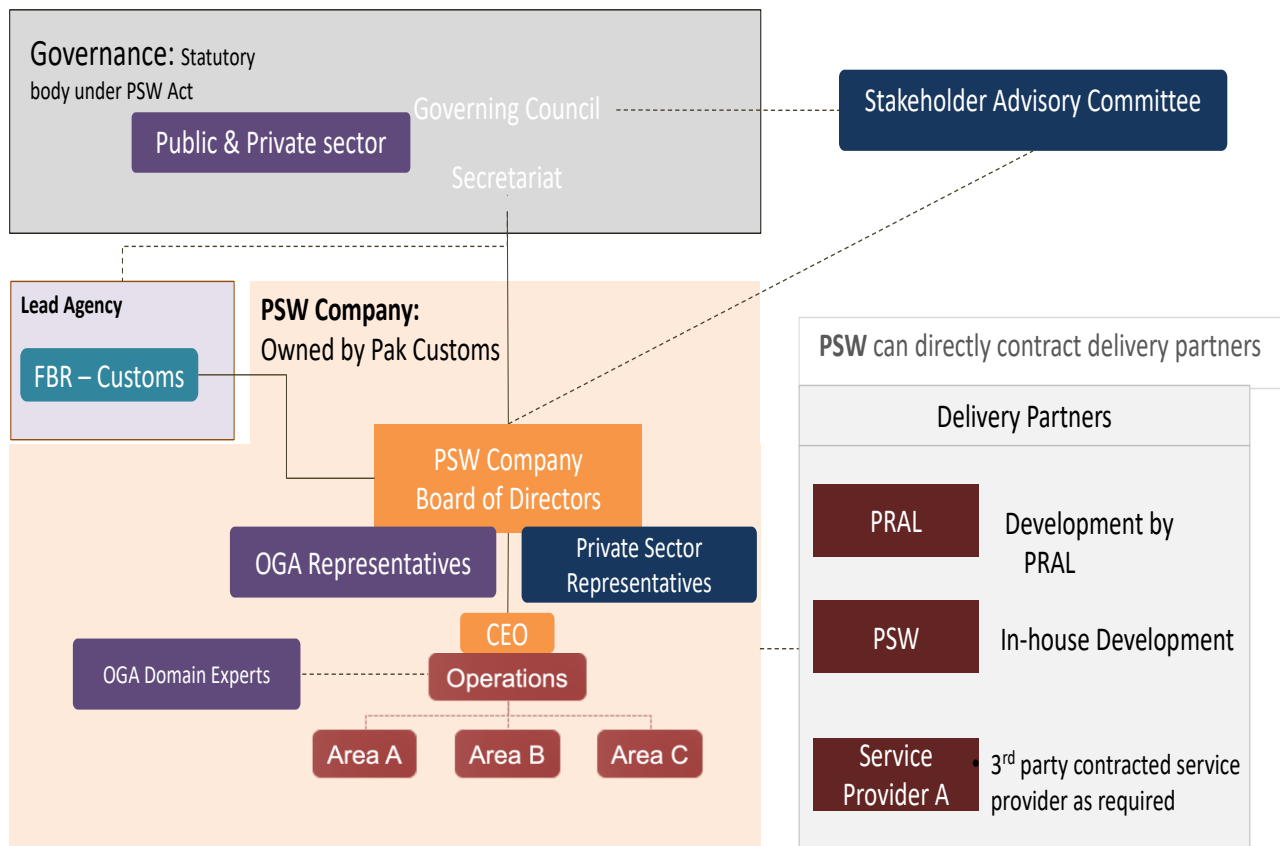 Governance: Statutory
body under PSW Act
Governing Council
Public & Private sector
Secretariat
Stakeholder Advisory Committee
Lead Agency
FBR – Customs
PSW Company:
Owned by Pak Customs
PSW Company
Board of Directors
OGA Representatives
Private Sector
Representatives
CEO
OGA Domain Experts
Operations
Area A
Area B
Area C
PSW can directly contract delivery partners
Delivery Partners
PRAL
Development by
PRAL
PSW
In-house Development
Service
Provider A
• 3rd party contracted service
provider as required